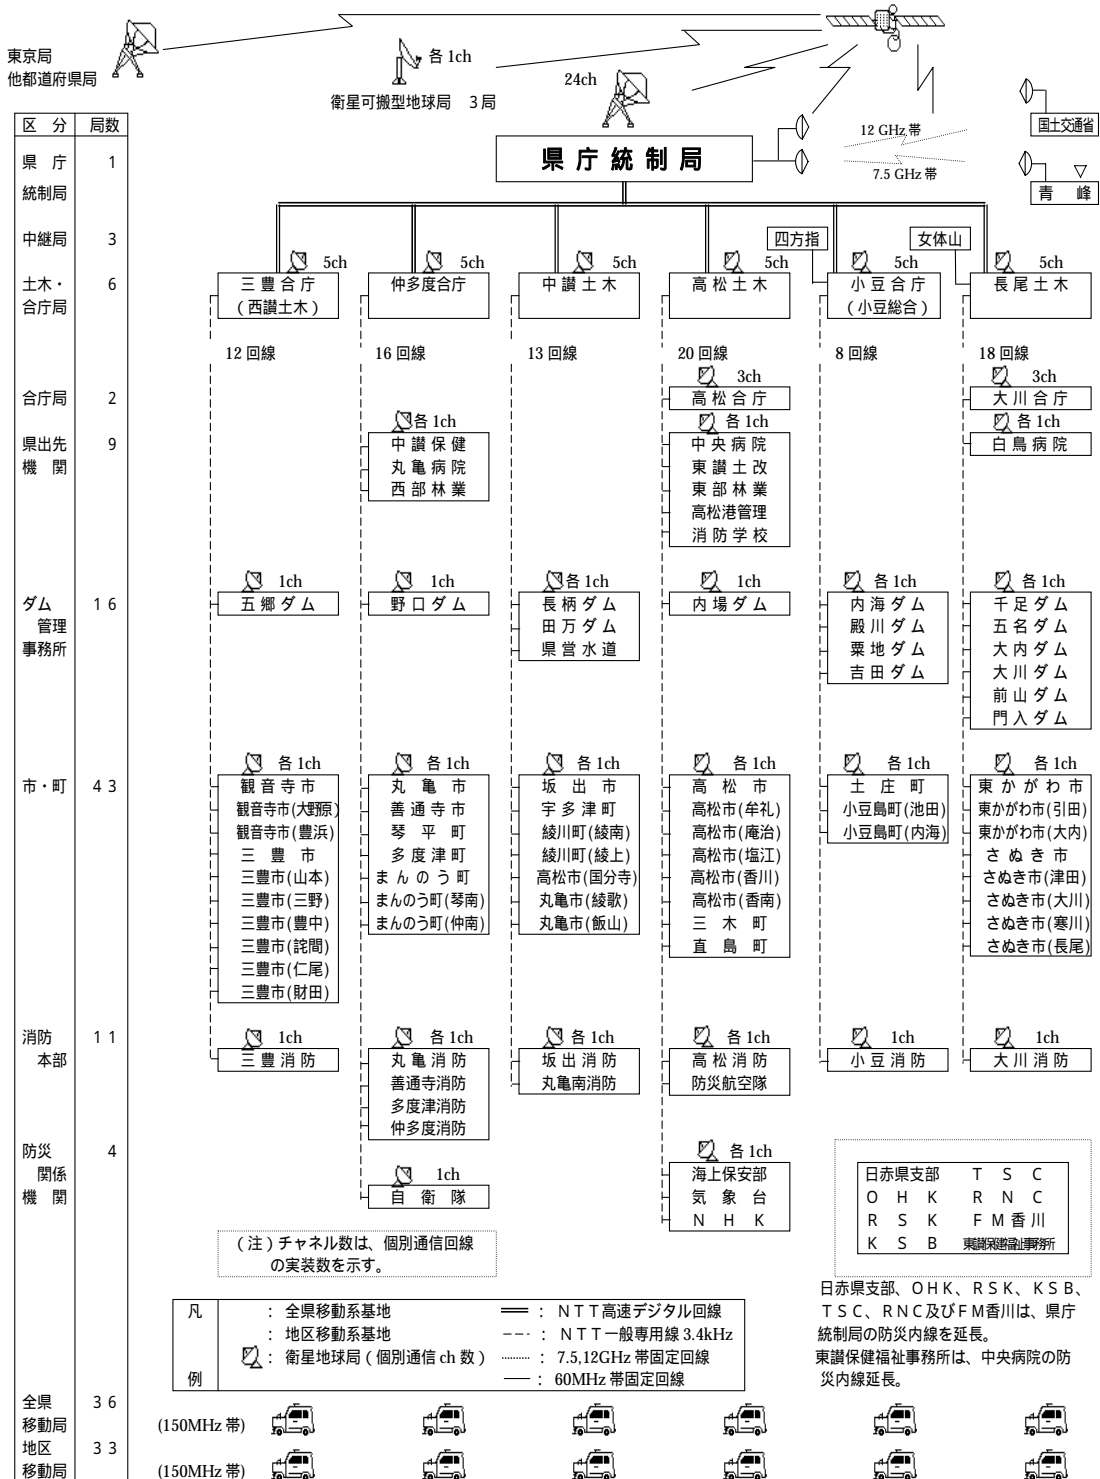 東京局
他都道府県局
各 1ch
衛星可搬型地球局 3局
24ch
県庁統制局
12 GHz 帯
7.5 GHz 帯
国土交通省
青 峰
区 分 局数
県 庁 1
統制局
中継局 3
四方指
女体山
土木・ 6
合庁局
5ch
三豊合庁
(西讃土木)
12 回線
5ch
仲多度合庁
16 回線
5ch
中讃土木
13 回線
5ch
高松土木
20 回線
5ch
小豆合庁
(小豆総合)
8 回線
5ch
長尾土木
18 回線
合庁局 2
3ch
高松合庁
3ch
大川合庁
県出先 9
機 関
各 1ch
中讃保健
丸亀病院
西部林業
各 1ch
中央病院
東讃土改
東部林業
高松港管理
消防学校
各 1ch
白鳥病院
ダム 16
管理
事務所
1ch
五郷ダム
1ch
野口ダム
各 1ch
長柄ダム
田万ダム
県営水道
1ch
内場ダム
各 1ch
内海ダム
殿川ダム
粟地ダム
吉田ダム
各 1ch
千足ダム
五名ダム
大内ダム
大川ダム
前山ダム
門入ダム
市・町 43
各 1ch
観音寺市
観音寺市(大野原)
観音寺市(豊浜)
三 豊 市
三豊市(山本)
三豊市(三野)
三豊市(豊中)
三豊市(詫間)
三豊市(仁尾)
三豊市(財田)
各 1ch
丸 亀 市
善通寺市
琴 平 町
多度津町
まんのう町
まんのう町(琴南)
まんのう町(仲南)
各 1ch
坂 出 市
宇多津町
綾川町(綾南)
綾川町(綾上)
高松市(国分寺)
丸亀市(綾歌)
丸亀市(飯山)
各 1ch
高 松 市
高松市(牟礼)
高松市(庵治)
高松市(塩江)
高松市(香川)
高松市(香南)
三 木 町
直 島 町
各 1ch
土 庄 町
小豆島町(池田)
小豆島町(内海)
各 1ch
東かがわ市
東かがわ市(引田)
東かがわ市(大内)
さ ぬ き 市
さぬき市(津田)
さぬき市(大川)
さぬき市(寒川)
さぬき市(長尾)
消防 11
本部
1ch
三豊消防
各 1ch
丸亀消防
善通寺消防
多度津消防
仲多度消防
各 1ch
坂出消防
丸亀南消防
各 1ch
高松消防
防災航空隊
1ch
小豆消防
1ch
大川消防
防災 4
関係
機 関
1ch
自 衛 隊
各 1ch
海上保安部
気 象 台
N H K
日赤県支部 T S C
O H K R N C
R S K F M 香川
K S B 東讃保健福祉事務所
(注)チャネル数は、個別通信回線
の実装数を示す。
日赤県支部、OHK、RSK、KSB、
TSC、RNC及びFM香川は、県庁
統制局の防災内線を延長。
東讃保健福祉事務所は、中央病院の防
災内線延長。
凡
例
: 全県移動系基地
: 地区移動系基地
: 衛星地球局(個別通信 ch 数)
: NTT高速デジタル回線
: NTT一般専用線 3.4kHz
: 7.5,12GHz 帯固定回線
: 60MHz 帯固定回線
全県 36
移動局 (150MHz 帯)
地区 33
移動局 (150MHz 帯)